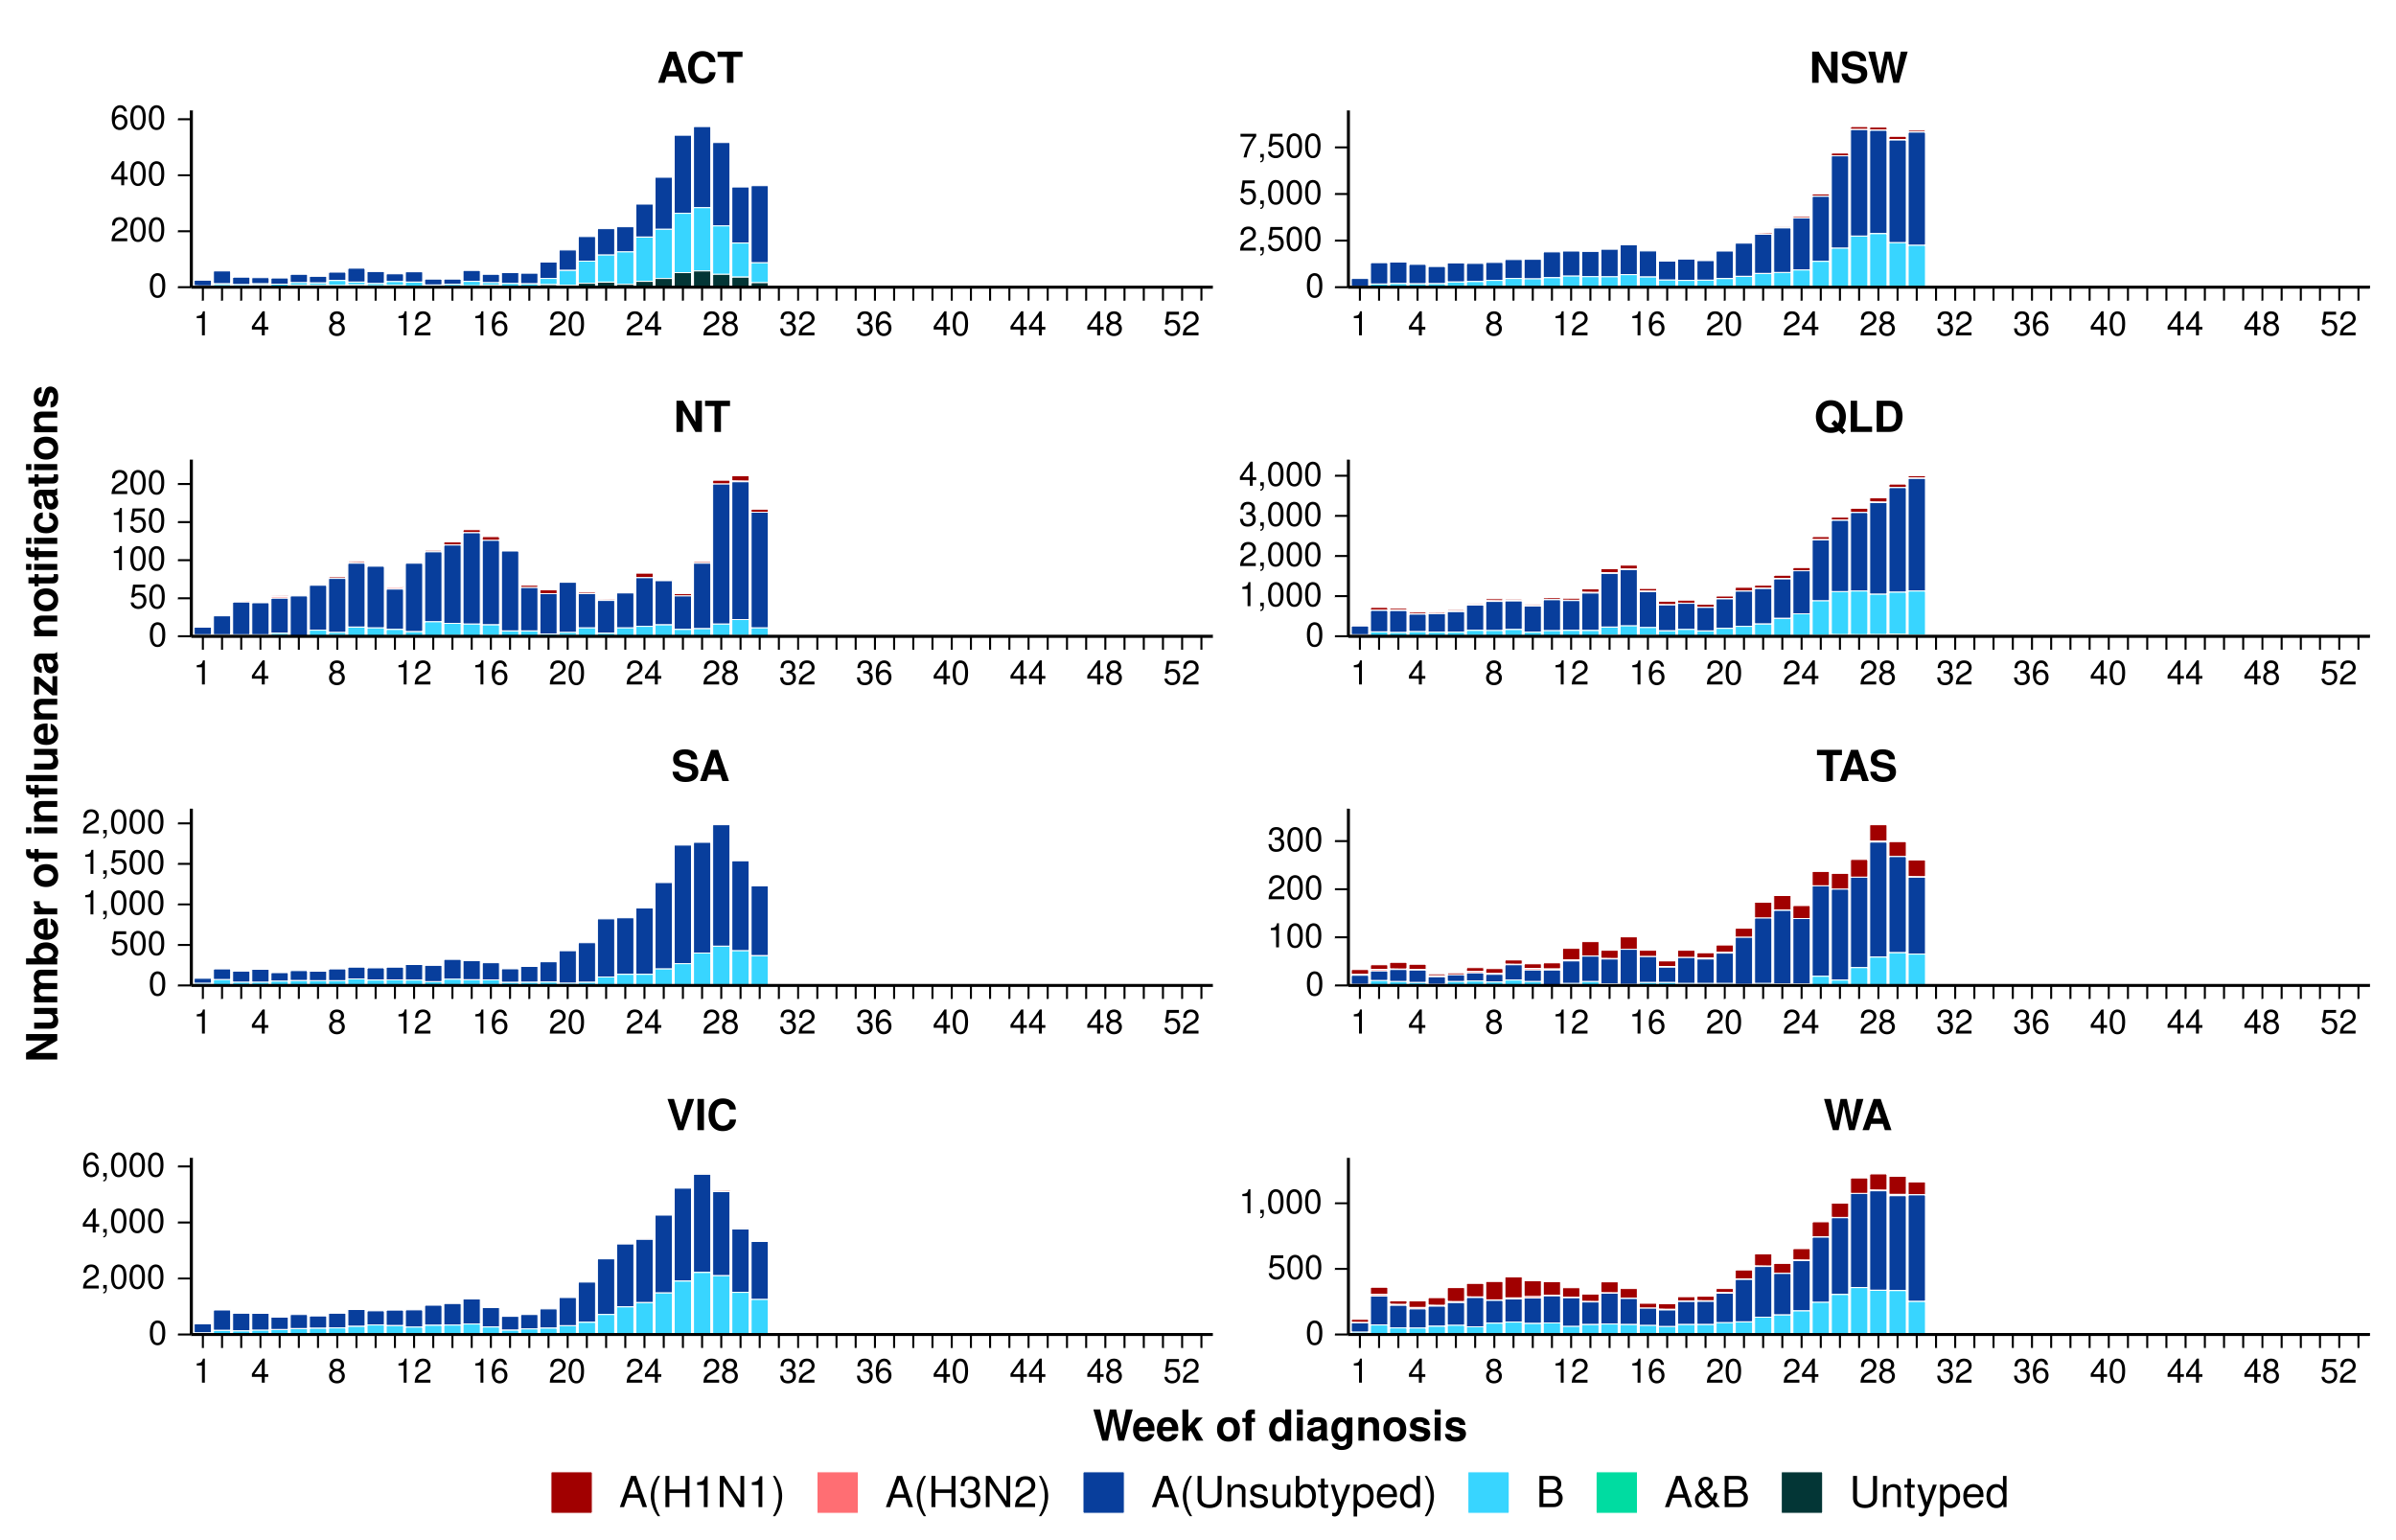 ACT
600
400
200
0
1 4 8 12 16 20 24 28 32 36 40 44 48 52
NSW
7,500
5,000
2,500
0
1 4 8 12 16 20 24 28 32 36 40 44 48 52
NT
200
150
100
50
0
1 4 8 12 16 20 24 28 32 36 40 44 48 52
QLD
4,000
3,000
2,000
1,000
0
1 4 8 12 16 20 24 28 32 36 40 44 48 52
Number of influenza notifications
SA
2,000
1,500
1,000
500
0
1 4 8 12 16 20 24 28 32 36 40 44 48 52
TAS
300
200
100
0
1 4 8 12 16 20 24 28 32 36 40 44 48 52
VIC
6,000
4,000
2,000
0
1 4 8 12 16 20 24 28 32 36 40 44 48 52
WA
1,000
500
0
1 4 8 12 16 20 24 28 32 36 40 44 48 52
Week of diagnosis
A(H1N1) A(H3N2) A(Unsubtyped) B A&B Untyped